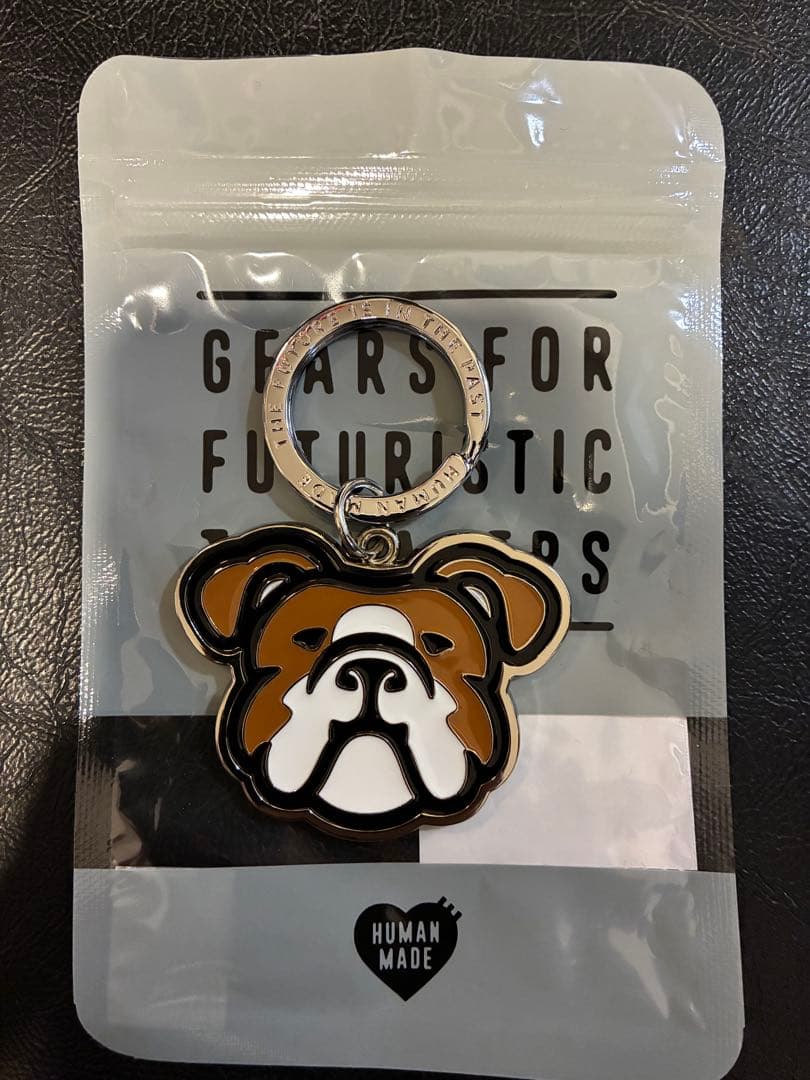 GEARS FOR
FUTURISTIC
THE FUTURE IS IN THE PAST
HUMAN MADE
HUMAN
MADE